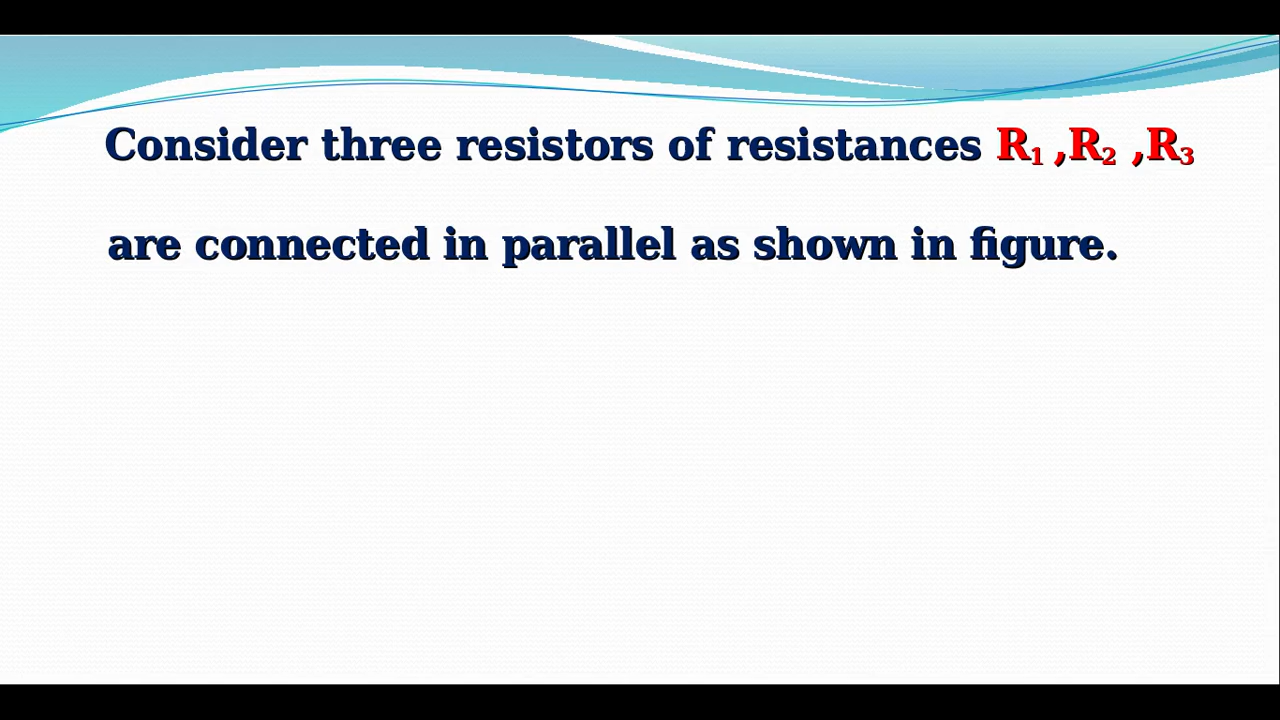 Consider three resistors of resistances R₁ ,R₂ ,R₃
are connected in parallel as shown in figure.